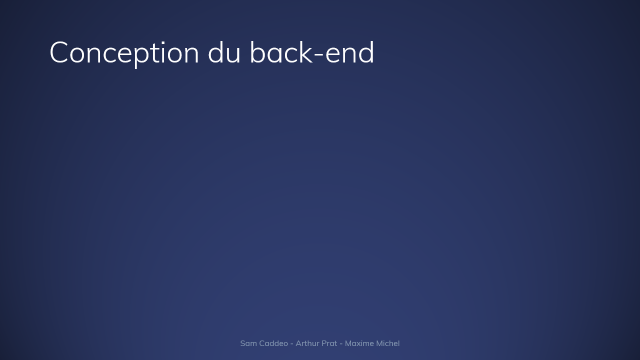 Conception du back-end
Sam Caddeo - Arthur Prat - Maxime Michel